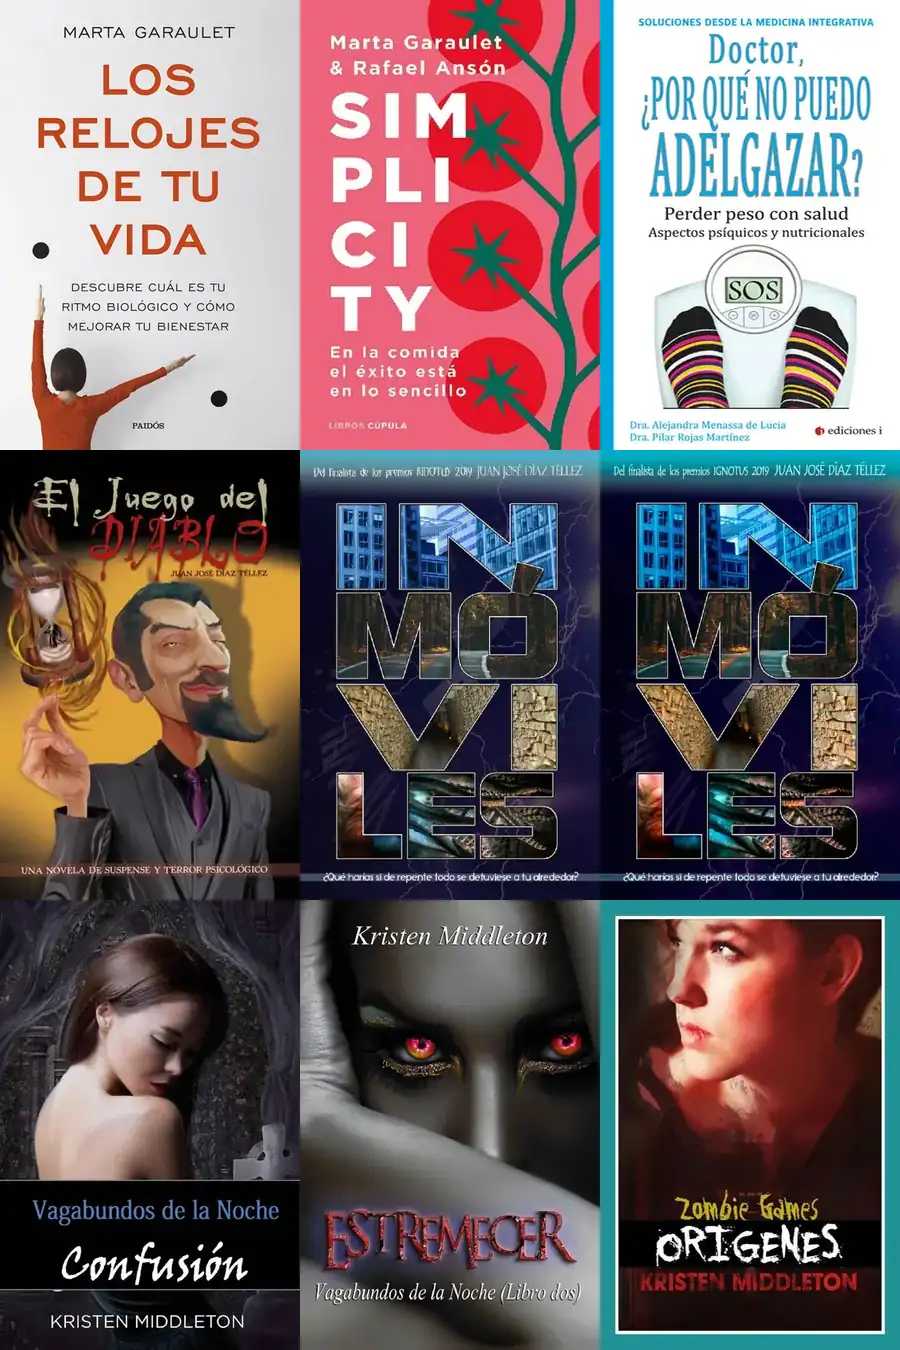 MARTA GARAULET
LOS
RELOJES
DE TU
VIDA
DESCUBRE CUÁL ES TU
RITMO BIOLÓGICO Y CÓMO
MEJORAR TU BIENESTAR
PAIDÓS
Marta Garaulet
& Rafael Ansón
SIM
PLI
CI
TY
En la comida
el éxito está
en lo sencillo
LIBROS CÚPULA
SOLUCIONES DESDE LA MEDICINA INTEGRATIVA
Doctor,
¿POR QUÉ NO PUEDO
ADELGAZAR?
Perder peso con salud
Aspectos psíquicos y nutricionales
SOS
Dra. Alejandra Menassa de Lucia
Dra. Pilar Rojas Martínez
ediciones i
El Juego del
DIABLO
JUAN JOSÉ DÍAZ TÉLLEZ
UNA NOVELA DE SUSPENSE Y TERROR PSICOLÓGICO
Del finalista de los premios IGNOTUS 2019 JUAN JOSÉ DÍAZ TÉLLEZ
IN
MÓ
VI
LES
¿Qué harías si de repente todo se detuviese a tu alrededor?
Del finalista de los premios IGNOTUS 2019 JUAN JOSÉ DÍAZ TÉLLEZ
IN
MÓ
VI
LES
¿Qué harías si de repente todo se detuviese a tu alrededor?
Vagabundos de la Noche
Confusión
KRISTEN MIDDLETON
Kristen Middleton
ESTREMECER
Vagabundos de la Noche (Libro dos)
Zombie Games
ORIGENES
KRISTEN MIDDLETON